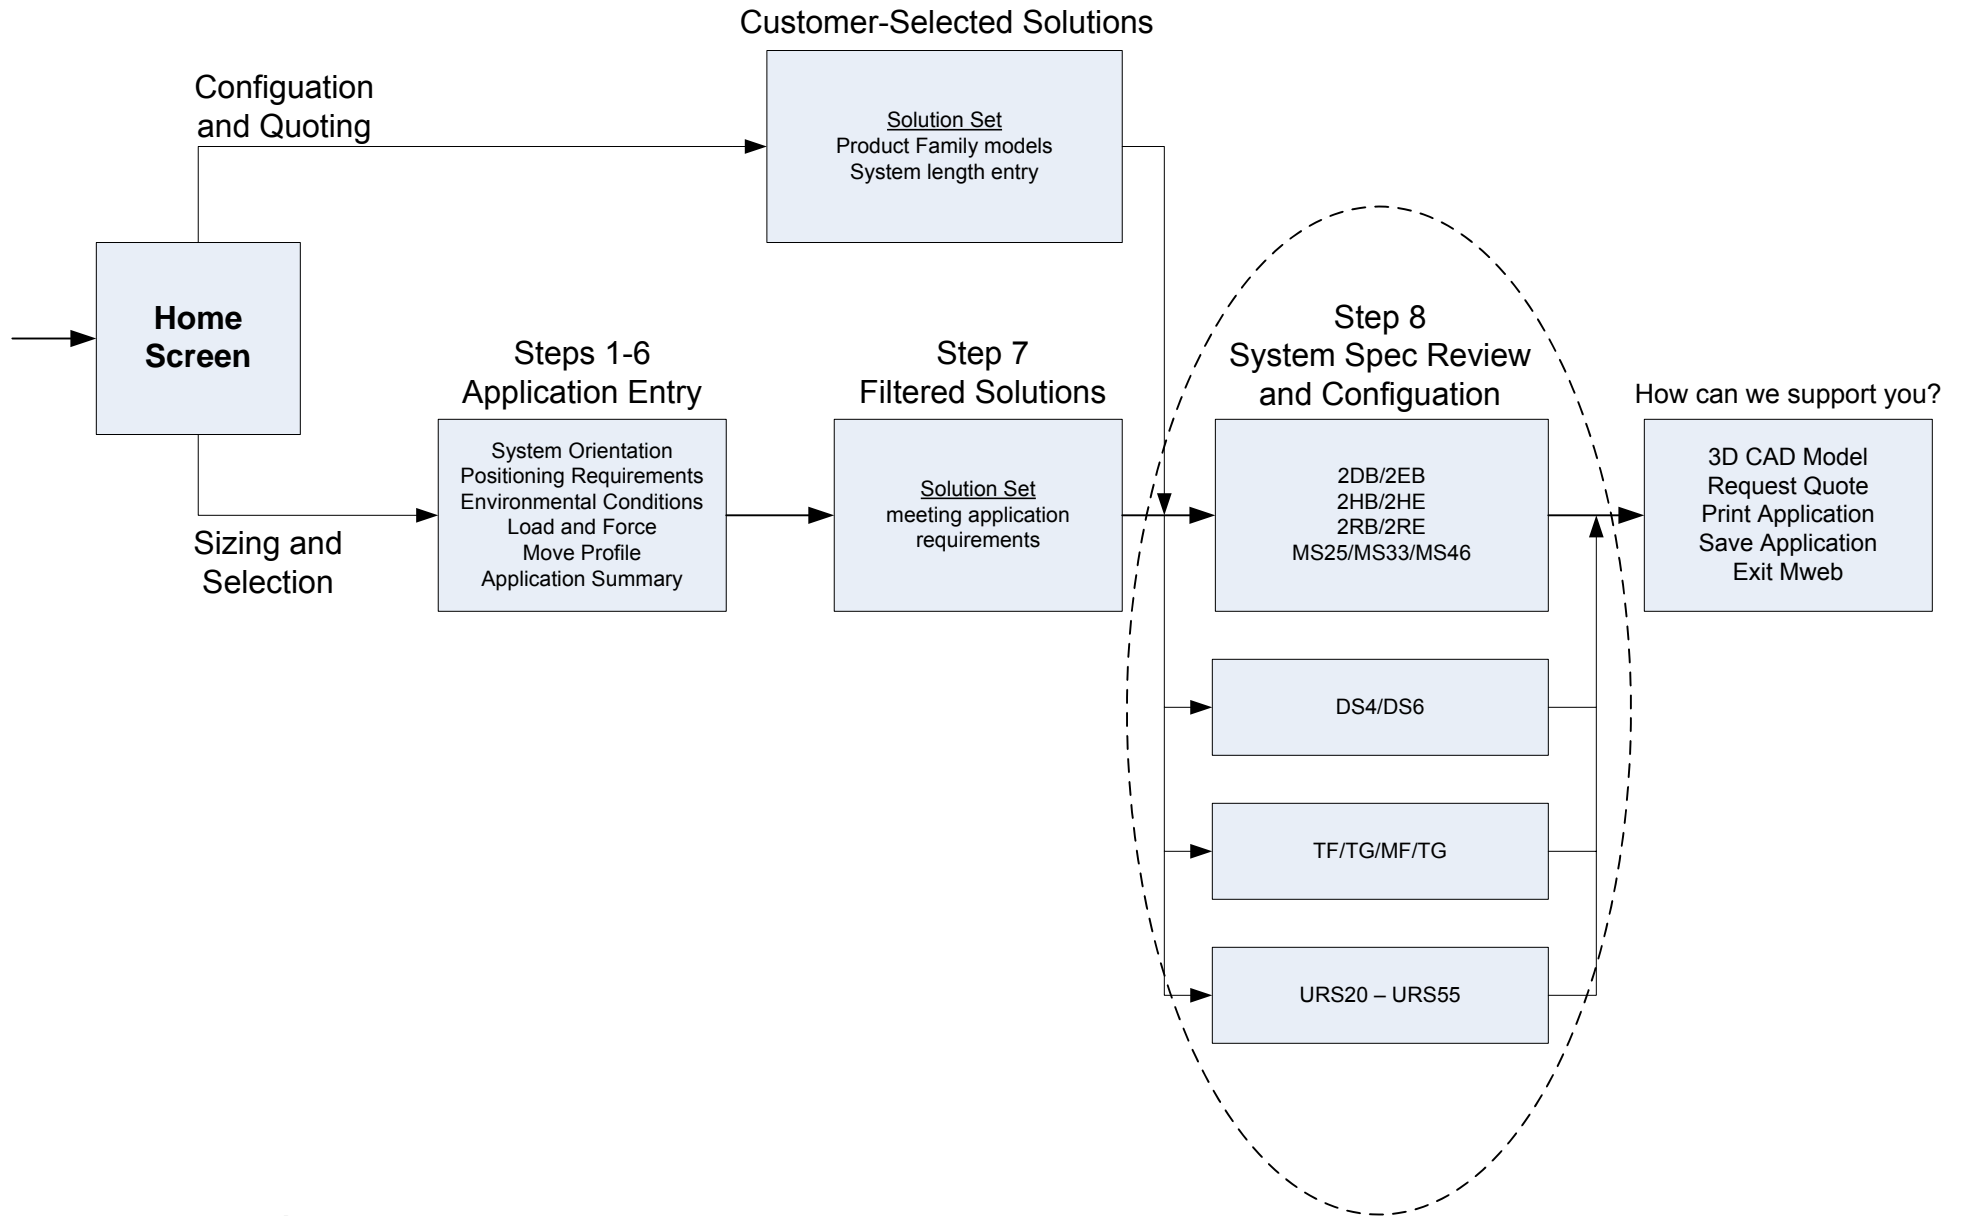 Customer-Selected Solutions
Configuation
and Quoting
Solution Set
Product Family models
System length entry
Home
Screen
Sizing and
Selection
Steps 1-6
Application Entry
System Orientation
Positioning Requirements
Environmental Conditions
Load and Force
Move Profile
Application Summary
Step 7
Filtered Solutions
Solution Set
meeting application
requirements
Step 8
System Spec Review
and Configuation
2DB/2EB
2HB/2HE
2RB/2RE
MS25/MS33/MS46
DS4/DS6
TF/TG/MF/TG
URS20 – URS55
How can we support you?
3D CAD Model
Request Quote
Print Application
Save Application
Exit Mweb